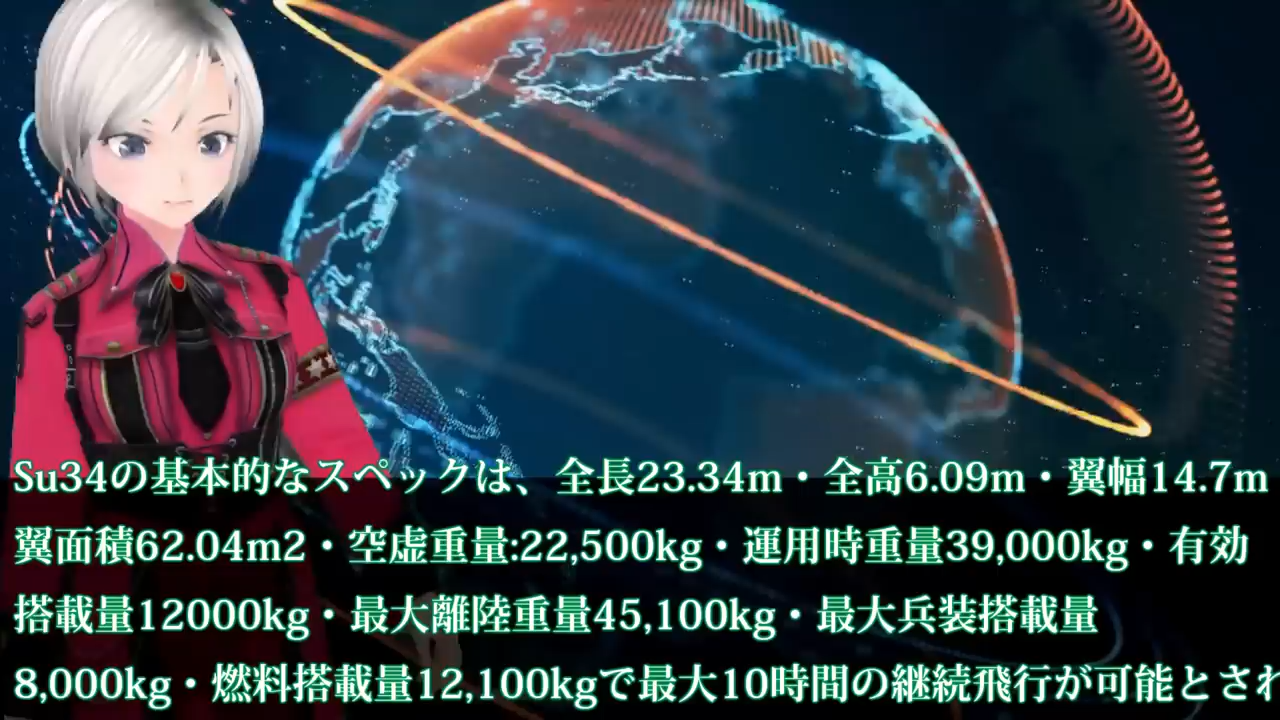 Su34の基本的なスペックは、全長23.34m・全高6.09m・翼幅14.7m
翼面積62.04m2・空虚重量:22,500kg・運用時重量39,000kg・有効
搭載量12000kg・最大離陸重量45,100kg・最大兵装搭載量
8,000kg・燃料搭載量12,100kgで最大10時間の継続飛行が可能とされ